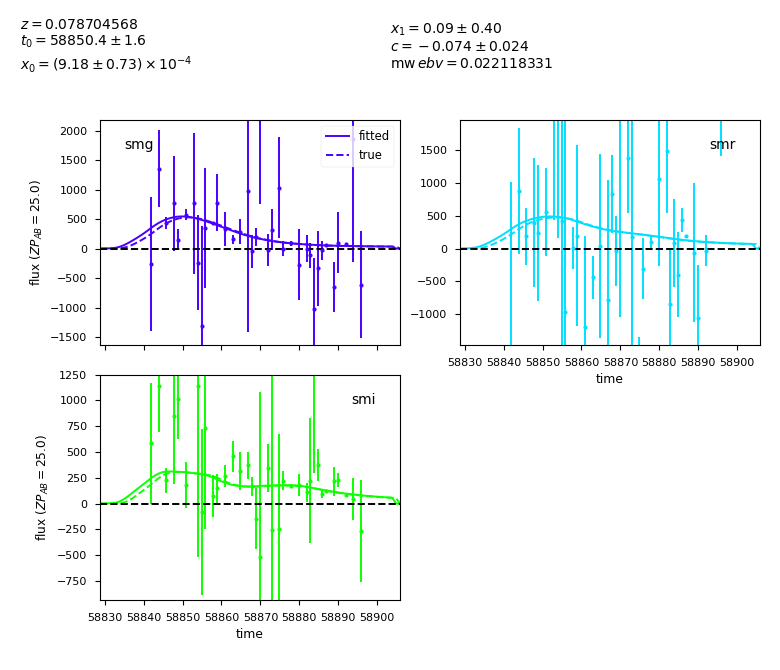 z = 0.078704568
t₀ = 58850.4 ± 1.6
x₀ = (9.18 ± 0.73) × 10⁻⁴
x₁ = 0.09 ± 0.40
c = −0.074 ± 0.024
mw ebv = 0.022118331
smg
fitted
true
2000
1500
1000
500
0
−500
−1000
−1500
flux (ZP_AB = 25.0)
smr
1500
1000
500
0
−500
−1000
58830 58840 58850 58860 58870 58880 58890 58900
time
smi
1250
1000
750
500
250
0
−250
−500
−750
flux (ZP_AB = 25.0)
58830 58840 58850 58860 58870 58880 58890 58900
time